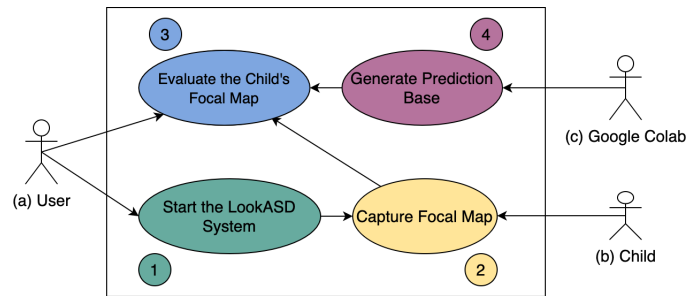 3
4
Evaluate the Child's
Focal Map
Generate Prediction
Base
(c) Google Colab
(a) User
Start the LookASD
System
Capture Focal Map
(b) Child
1
2